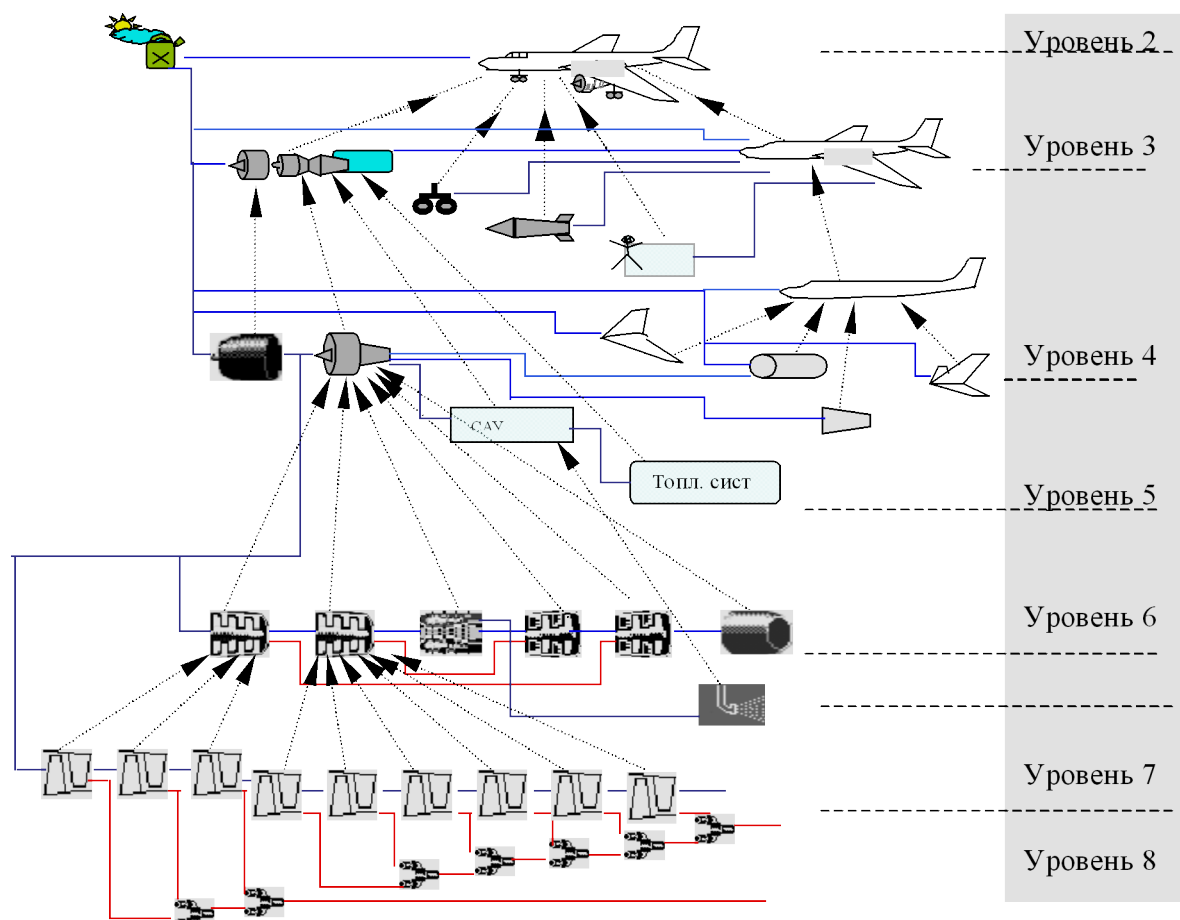 Уровень 2
Уровень 3
Уровень 4
САУ
Топл. сист
Уровень 5
Уровень 6
Уровень 7
Уровень 8